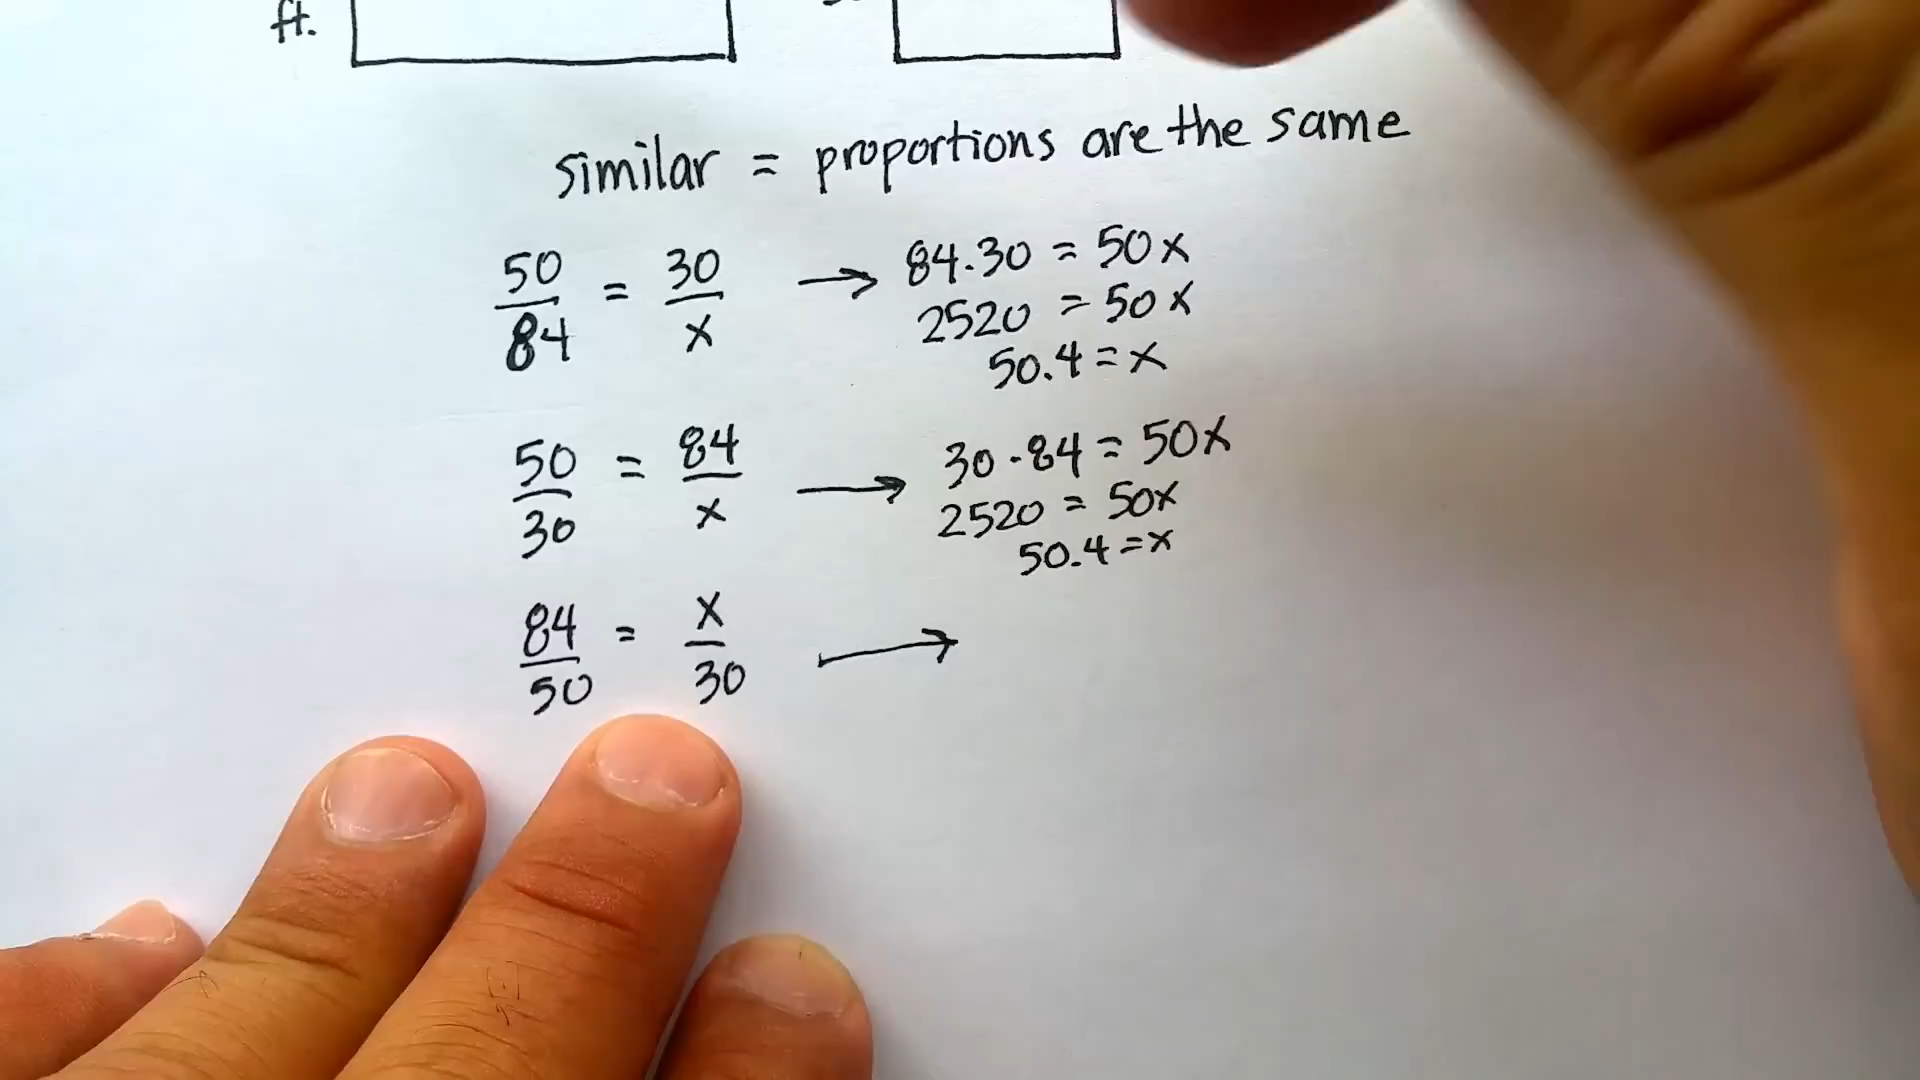 ft.
similar = proportions are the same
50/84 = 30/x → 84.30 = 50x
2520 = 50x
50.4 = x
50/30 = 84/x → 30.84 = 50x
2520 = 50x
50.4 = x
84/50 = x/30 →